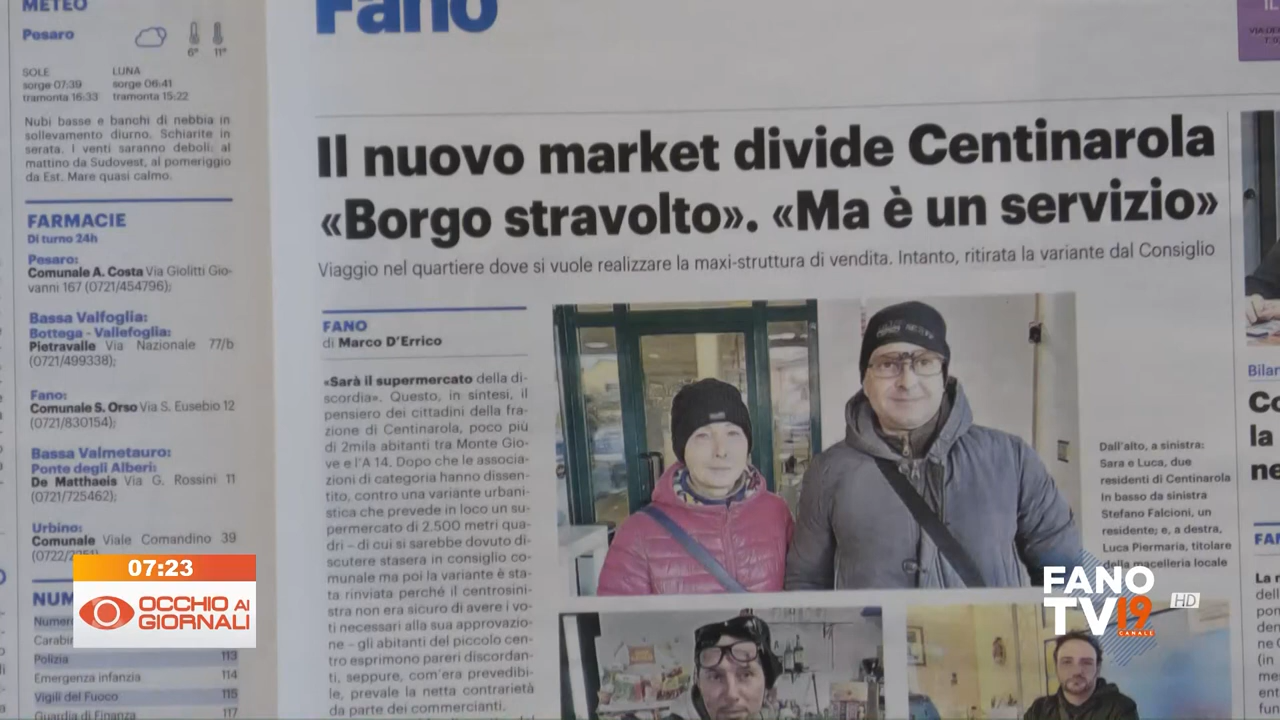 METEO
Pesaro
6° 11°
SOLE
sorge 07:39
tramonta 16:33
LUNA
sorge 06:41
tramonta 15:22
Nubi basse e banchi di nebbia in
sollevamento diurno. Schiarite in
serata. I venti saranno deboli: al
mattino da Sudovest, al pomeriggio
da Est. Mare quasi calmo.
FARMACIE
Di turno 24h
Pesaro:
Comunale A. Costa Via Giolitti Gio-
vanni 167 (0721/454796);
Bassa Valfoglia:
Bottega - Vallefoglia:
Pietravalle Via Nazionale 77/b
(0721/499338);
Fano:
Comunale S. Orso Via S. Eusebio 12
(0721/830154);
Bassa Valmetauro:
Ponte degli Alberi:
De Matthaeis Via G. Rossini 11
(0721/725462);
Urbino:
Comunale Viale Comandino 39
Polizia 113
Emergenza infanzia 114
Vigili del Fuoco 115
Guardia di Finanza 117
Fano
Il nuovo market divide Centinarola
«Borgo stravolto». «Ma è un servizio»
Viaggio nel quartiere dove si vuole realizzare la maxi-struttura di vendita. Intanto, ritirata la variante dal Consiglio
FANO
di Marco D'Errico
«Sarà il supermercato della di-
scordia». Questo, in sintesi, il
pensiero dei cittadini della fra-
zione di Centinarola, poco più
di 2mila abitanti tra Monte Gio-
ve e l'A 14. Dopo che le associa-
zioni di categoria hanno dissen-
tito, contro una variante urbani-
stica che prevede in loco un su-
permercato di 2.500 metri qua-
dri – di cui si sarebbe dovuto di-
scutere stasera in consiglio co-
munale ma poi la variante è sta-
ta rinviata perché il centrosini-
stra non era sicuro di avere i vo-
ti necessari alla sua approvazio-
ne – gli abitanti del piccolo cen-
tro esprimono pareri discordan-
ti, seppure, com'era prevedibi-
le, prevale la netta contrarietà
da parte dei commercianti.
Dall'alto, a sinistra:
Sara e Luca, due
residenti di Centinarola
In basso da sinistra
Stefano Falcioni, un
residente; e, a destra,
Luca Piermaria, titolare
della macelleria locale
07:23
OCCHIO AI
GIORNALI
FANO
TV19
CANALE
HD